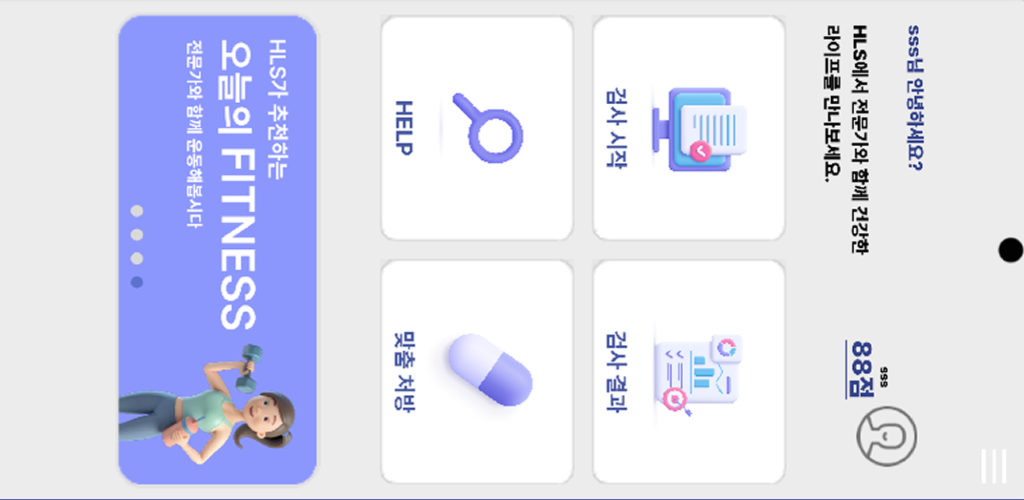 sss님 안녕하세요?
HLS에서 전문가와 함께 건강한
라이프를 만나보세요.
sss
88점
검사 시작
검사 결과
HELP
맞춤 처방
HLS가 추천하는
오늘의 FITNESS
전문가와 함께 운동해봅시다